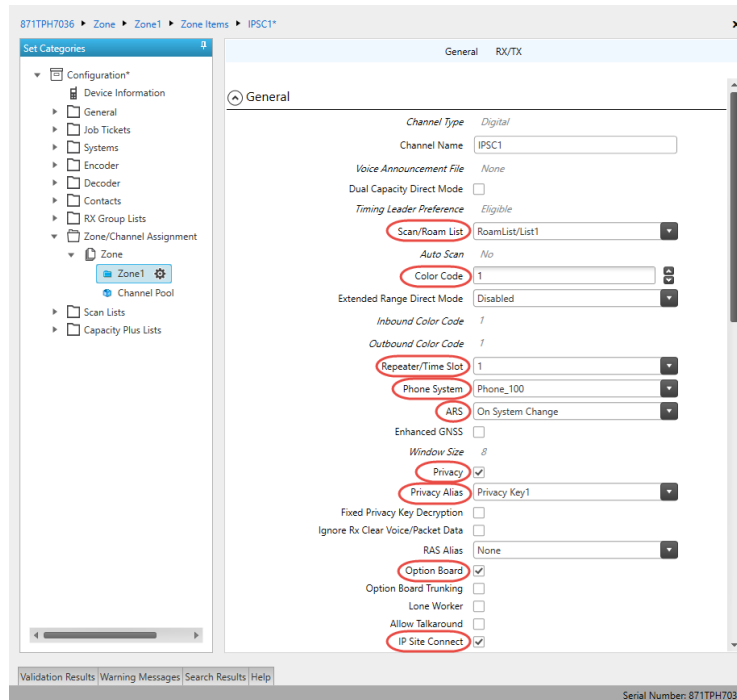 871TPH7036 ▸ Zone ▸ Zone1 ▸ Zone Items ▸ IPSC1*
Set Categories
Configuration*
Device Information
General
Job Tickets
Systems
Encoder
Decoder
Contacts
RX Group Lists
Zone/Channel Assignment
Zone
Zone1
Channel Pool
Scan Lists
Capacity Plus Lists
General RX/TX
General
Channel Type Digital
Channel Name IPSC1
Voice Announcement File None
Dual Capacity Direct Mode
Timing Leader Preference Eligible
Scan/Roam List RoamList/List1
Auto Scan No
Color Code 1
Extended Range Direct Mode Disabled
Inbound Color Code 1
Outbound Color Code 1
Repeater/Time Slot 1
Phone System Phone_100
ARS On System Change
Enhanced GNSS
Window Size 8
Privacy
Privacy Alias Privacy Key1
Fixed Privacy Key Decryption
Ignore Rx Clear Voice/Packet Data
RAS Alias None
Option Board
Option Board Trunking
Lone Worker
Allow Talkaround
IP Site Connect
Validation Results Warning Messages Search Results Help
Serial Number: 871TPH703